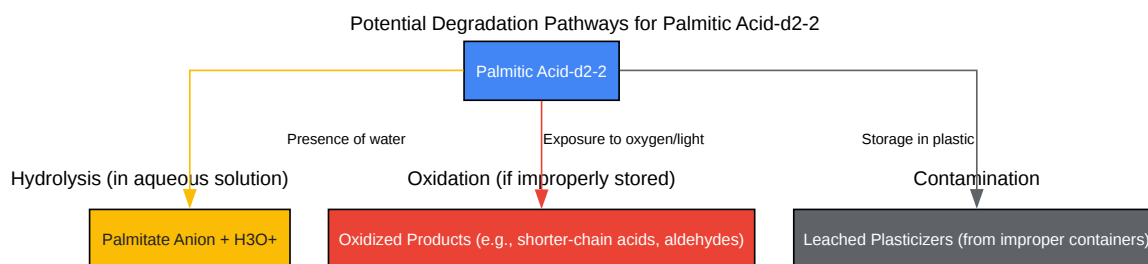 Potential Degradation Pathways for Palmitic Acid-d2-2
Palmitic Acid-d2-2
Presence of water
Exposure to oxygen/light
Storage in plastic
Hydrolysis (in aqueous solution)
Oxidation (if improperly stored)
Contamination
Palmitate Anion + H3O+
Oxidized Products (e.g., shorter-chain acids, aldehydes)
Leached Plasticizers (from improper containers)